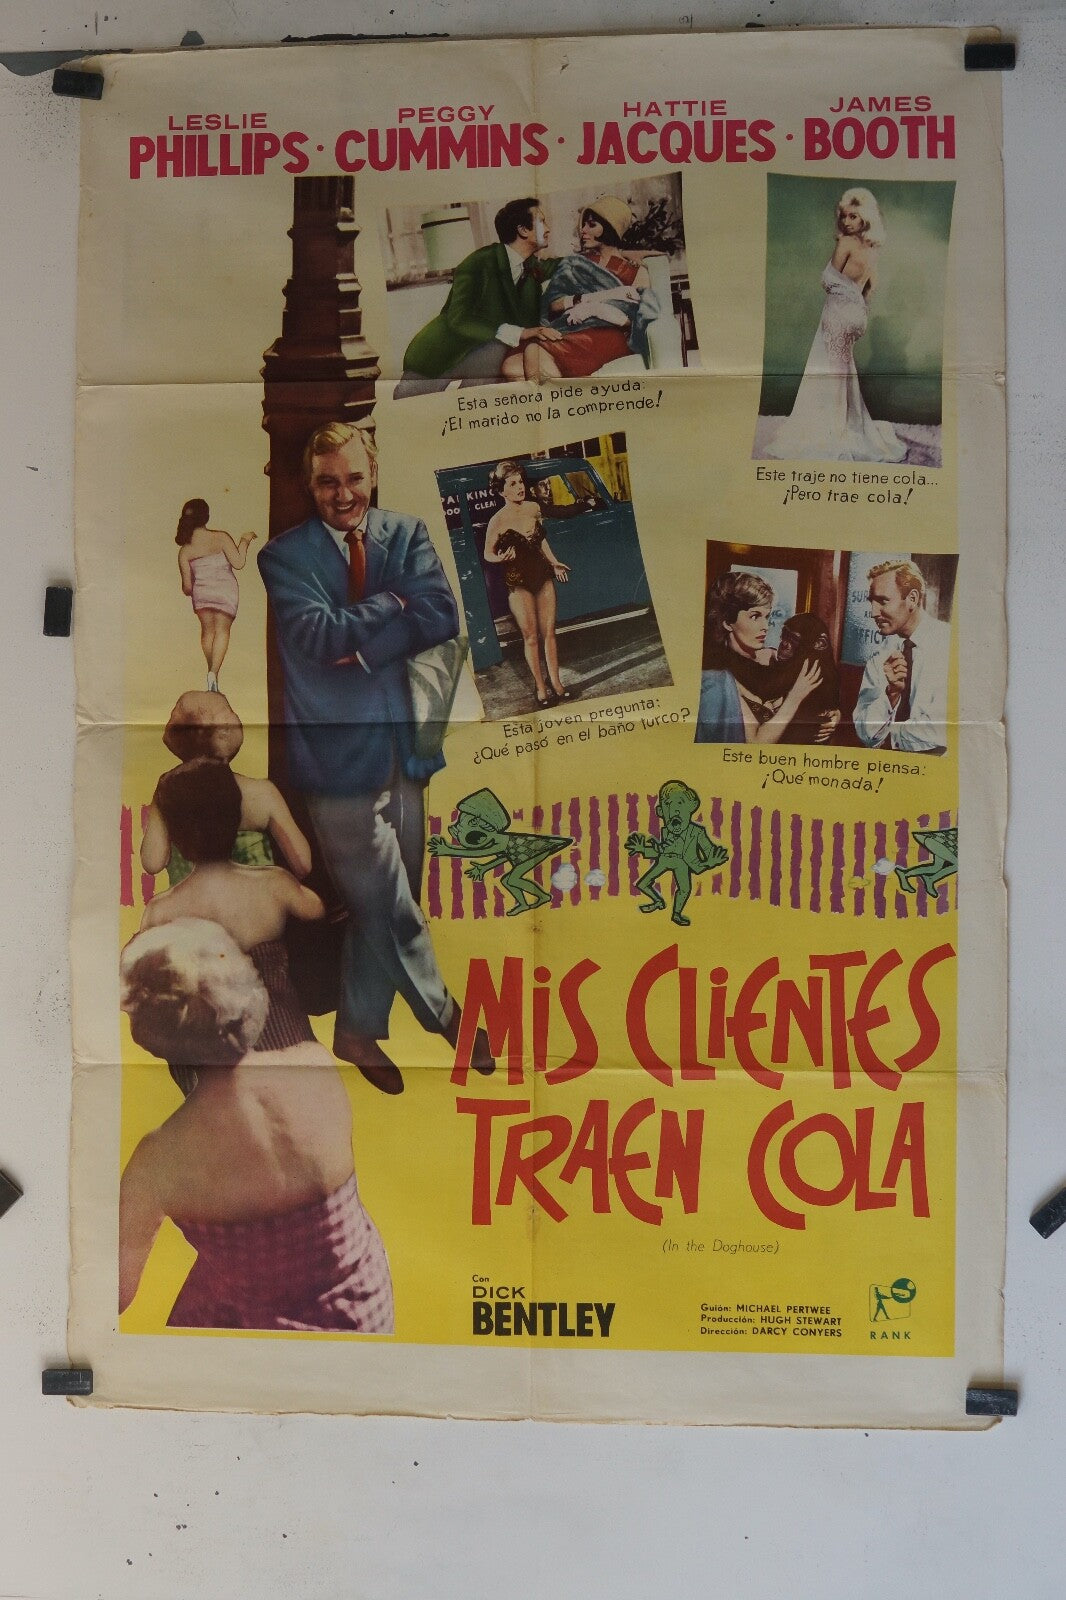 LESLIE PEGGY HATTIE JAMES
PHILLIPS · CUMMINS · JACQUES · BOOTH
Esta señora pide ayuda:
¡El marido no la comprende!
Este traje no tiene cola...
¡Pero trae cola!
PARKING
Esta joven pregunta:
¿Qué pasó en el baño turco?
Este buen hombre piensa:
¡Qué monada!
MIS CLIENTES
TRAEN COLA
(In the Doghouse)
Con
DICK
BENTLEY
Guión: MICHAEL PERTWEE
Producción: HUGH STEWART
Dirección: DARCY CONYERS
RANK